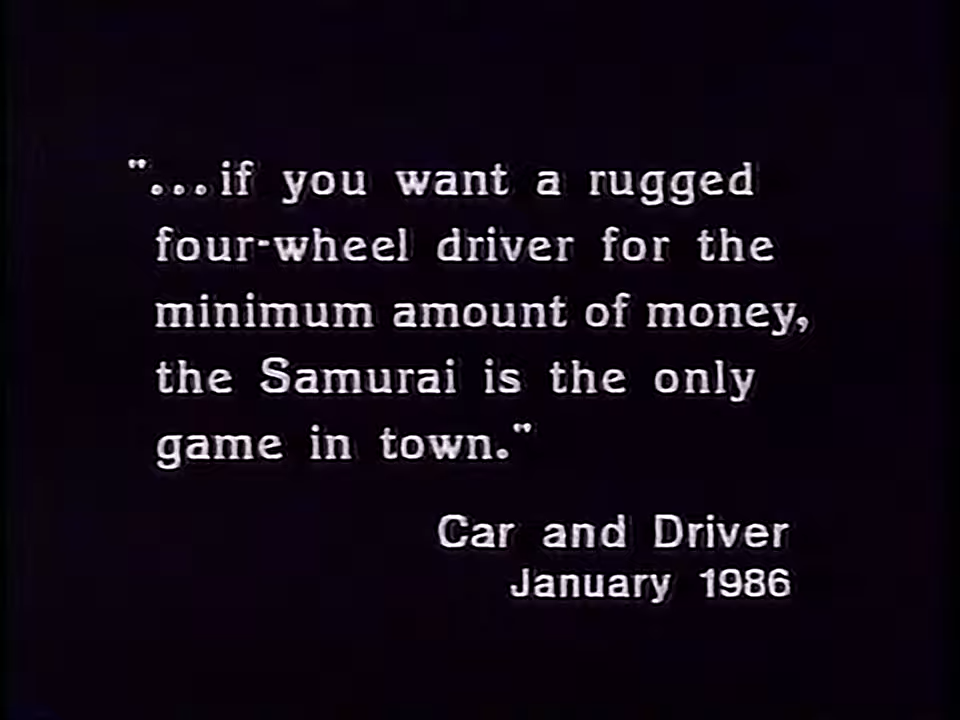 "...if you want a rugged
four-wheel driver for the
minimum amount of money,
the Samurai is the only
game in town."
Car and Driver
January 1986